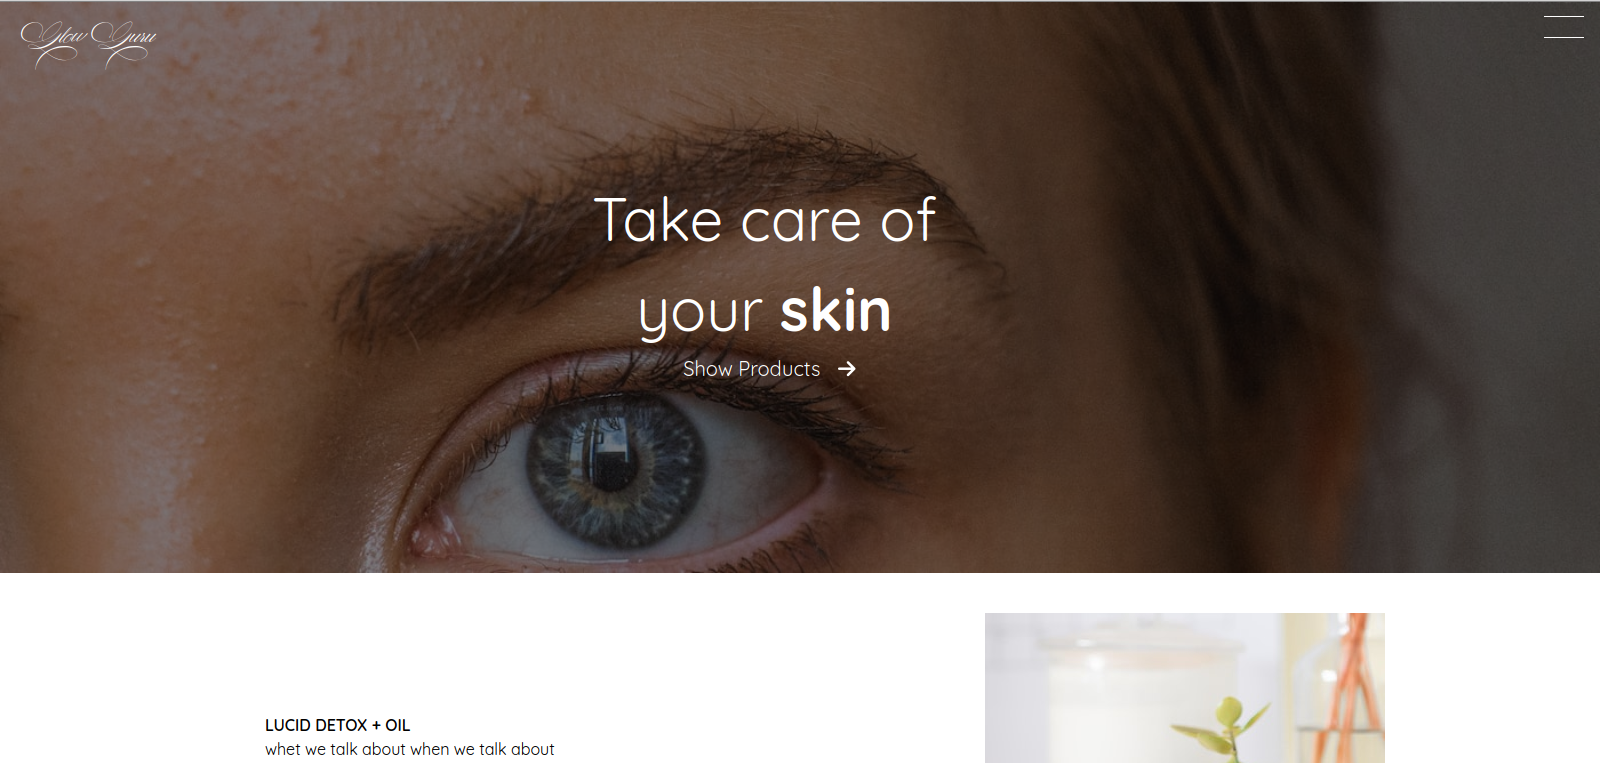 Glow Guru
Take care of
your skin
Show Products
LUCID DETOX + OIL
whet we talk about when we talk about